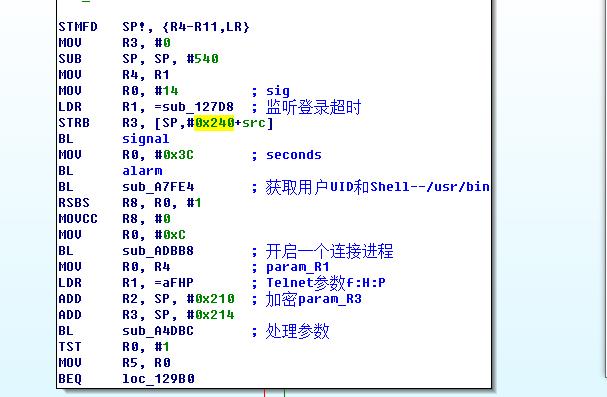 STMFD SP!, {R4-R11,LR}
MOV R3, #0
SUB SP, SP, #540
MOV R4, R1
MOV R0, #14 ; sig
LDR R1, =sub_127D8 ; 监听登录超时
STRB R3, [SP,#0x240+src]
BL signal
MOV R0, #0x3C ; seconds
BL alarm
BL sub_A7FE4 ; 获取用户UID和Shell--/usr/bin
RSBS R8, R0, #1
MOVCC R8, #0
MOV R0, #0xC
BL sub_ADBB8 ; 开启一个连接进程
MOV R0, R4 ; param_R1
LDR R1, =aFHP ; Telnet参数f:H:P
ADD R2, SP, #0x210 ; 加密param_R3
ADD R3, SP, #0x214
BL sub_A4DBC ; 处理参数
TST R0, #1
MOV R5, R0
BEQ loc_129B0